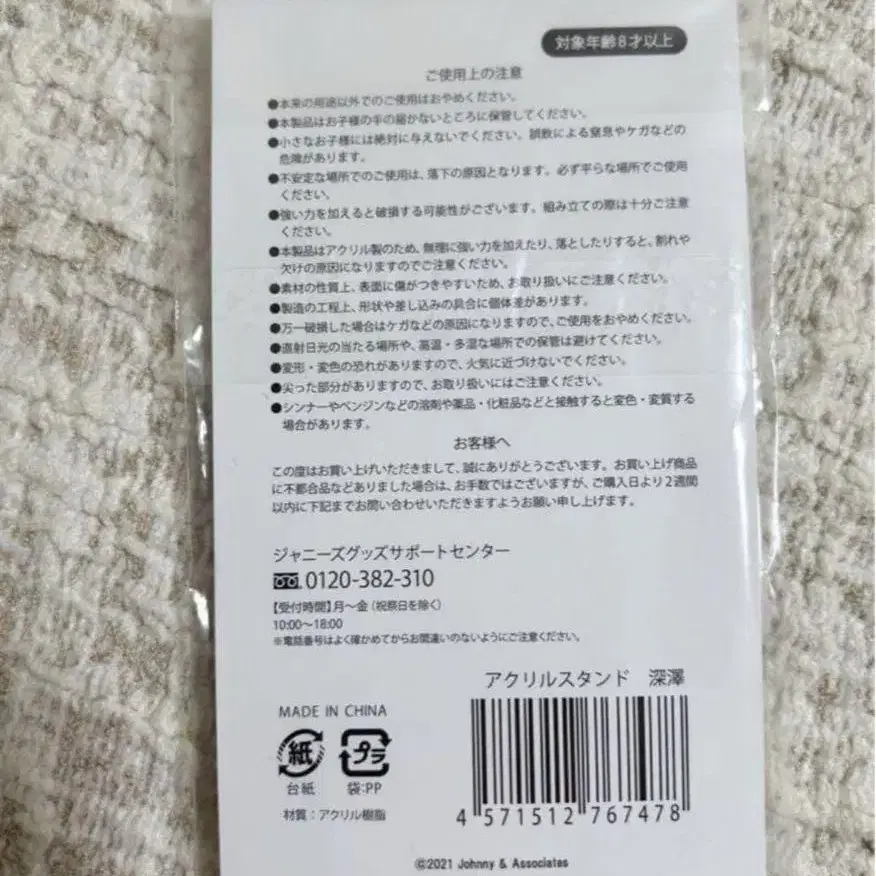 対象年齢8才以上
ご使用上の注意
●本来の用途以外でのご使用はおやめください。
●本製品はお子様の手の届かないところに保管してください。
●小さなお子様には絶対に与えないでください。誤飲による窒息やケガなどの
危険があります。
●不安定な場所でのご使用は、落下の原因となります。必ず平らな場所でご使用
ください。
●強い力を加えると破損する可能性がございます。組み立ての際は十分ご注意
ください。
●本製品はアクリル製のため、無理に強い力を加えたり、落としたりすると、割れや
欠けの原因になりますのでご注意ください。
●素材の性質上、表面に傷がつきやすいため、お取り扱いにご注意ください。
●製造の工程上、形状や差し込みの具合に個体差があります。
●万一破損した場合はケガなどの原因になりますので、ご使用をおやめください。
●直射日光の当たる場所や、高温・多湿な場所での保管は避けてください。
●変形・変色の恐れがありますので、火気に近づけないでください。
●尖った部分がありますので、お取り扱いにはご注意ください。
●シンナーやベンジンなどの溶剤や薬品・化粧品などと接触すると変色・変質する
場合があります。
お客様へ
この度はお買い上げいただきまして、誠にありがとうございます。お買い上げ商品
に不都合品などありました場合は、お手数ではございますが、ご購入日より2週間
以内に下記までお問い合わせいただきますようお願い申し上げます。
ジャニーズグッズサポートセンター
0120-382-310
【受付時間】月〜金(祝祭日を除く)
10:00〜18:00
※電話番号はよく確かめてからお間違いのないようにご注意ください。
アクリルスタンド 深澤
MADE IN CHINA
紙 プラ
台紙 袋:PP
材質:アクリル樹脂
4 571512 767478
©2021 Johnny & Associates